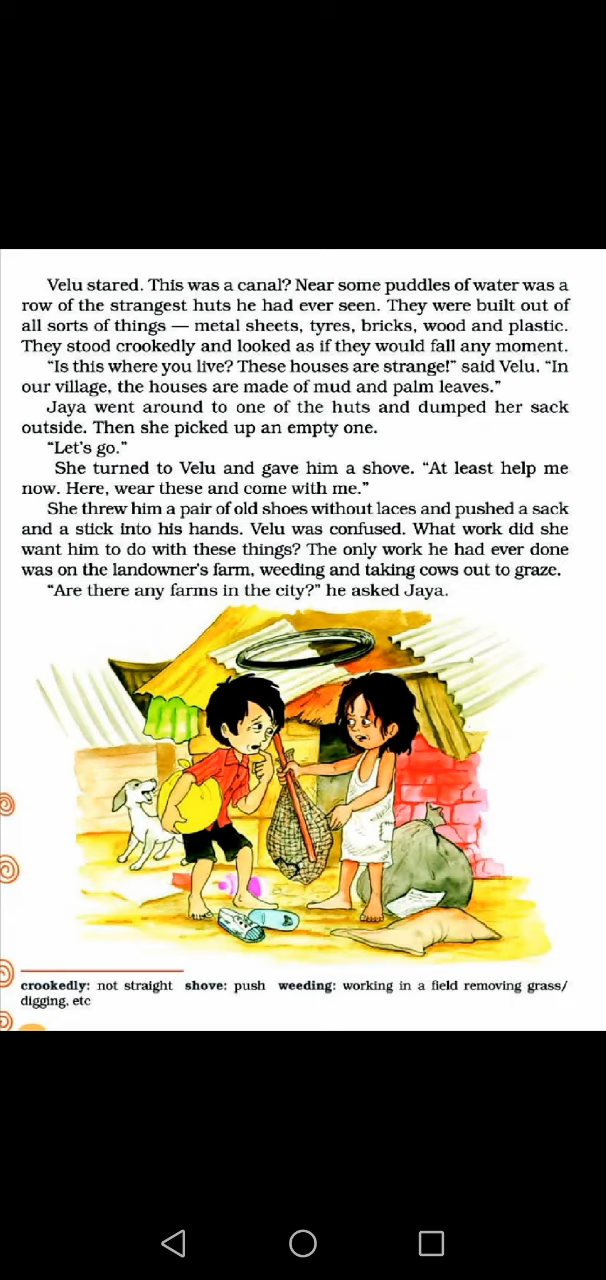 Velu stared. This was a canal? Near some puddles of water was a
row of the strangest huts he had ever seen. They were built out of
all sorts of things — metal sheets, tyres, bricks, wood and plastic.
They stood crookedly and looked as if they would fall any moment.
“Is this where you live? These houses are strange!” said Velu. “In
our village, the houses are made of mud and palm leaves.”
Jaya went around to one of the huts and dumped her sack
outside. Then she picked up an empty one.
“Let’s go.”
She turned to Velu and gave him a shove. “At least help me
now. Here, wear these and come with me.”
She threw him a pair of old shoes without laces and pushed a sack
and a stick into his hands. Velu was confused. What work did she
want him to do with these things? The only work he had ever done
was on the landowner’s farm, weeding and taking cows out to graze.
“Are there any farms in the city?” he asked Jaya.
crookedly: not straight shove: push weeding: working in a field removing grass/
digging, etc